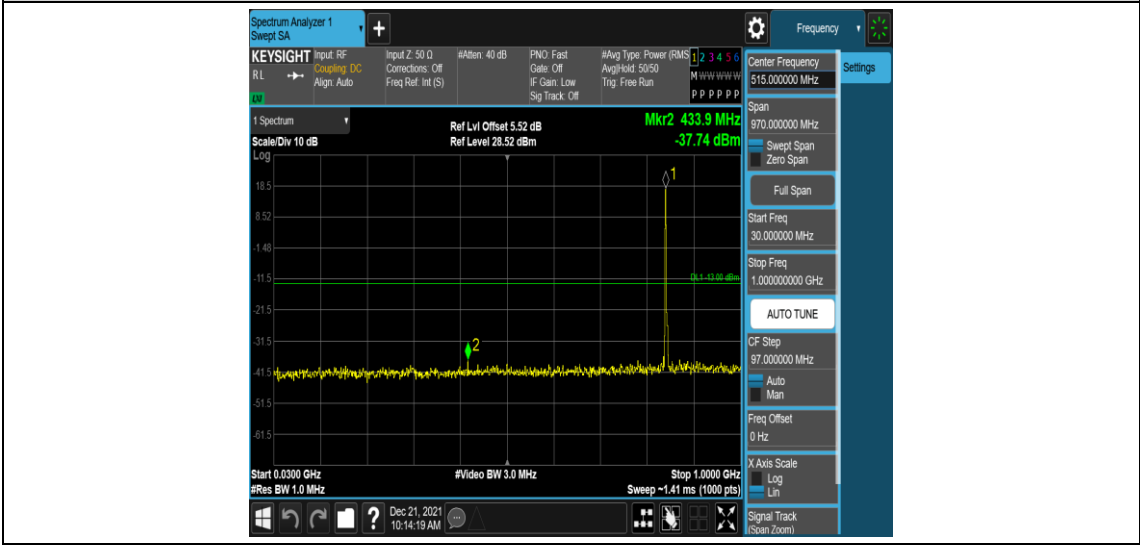 Spectrum Analyzer 1
Swept SA
Frequency
KEYSIGHT
RL
LXI
Input: RF
Coupling: DC
Align: Auto
Input Z: 50 Ω
Corrections: Off
Freq Ref: Int (S)
#Atten: 40 dB
PNO: Fast
Gate: Off
IF Gain: Low
Sig Track: Off
#Avg Type: Power (RMS
Avg|Hold: 50/50
Trig: Free Run
1 2 3 4 5 6
M W W W W W
P P P P P P
1 Spectrum
Scale/Div 10 dB
Log
Ref Lvl Offset 5.52 dB
Ref Level 28.52 dBm
Mkr2 433.9 MHz
-37.74 dBm
1
18.5
8.52
-1.48
-11.5
DL1 -13.00 dBm
-21.5
-31.5
2
-41.5
-51.5
-61.5
Start 0.0300 GHz
#Res BW 1.0 MHz
#Video BW 3.0 MHz
Stop 1.0000 GHz
Sweep ~1.41 ms (1000 pts)
?
Dec 21, 2021
10:14:19 AM
Center Frequency
515.000000 MHz
Settings
Span
970.000000 MHz
Swept Span
Zero Span
Full Span
Start Freq
30.000000 MHz
Stop Freq
1.000000000 GHz
AUTO TUNE
CF Step
97.000000 MHz
Auto
Man
Freq Offset
0 Hz
X Axis Scale
Log
Lin
Signal Track
(Span Zoom)